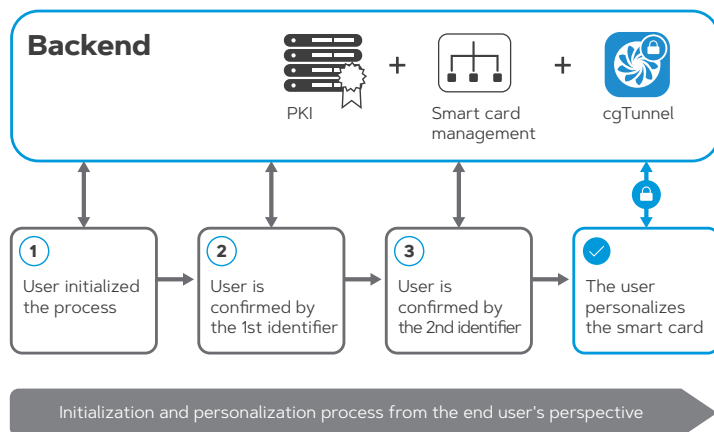 Backend
PKI
+
Smart card
management
+
cgTunnel
1
User initialized
the process
2
User is
confirmed by
the 1st identifier
3
User is
confirmed by
the 2nd identifier
The user
personalizes
the smart card
Initialization and personalization process from the end user's perspective